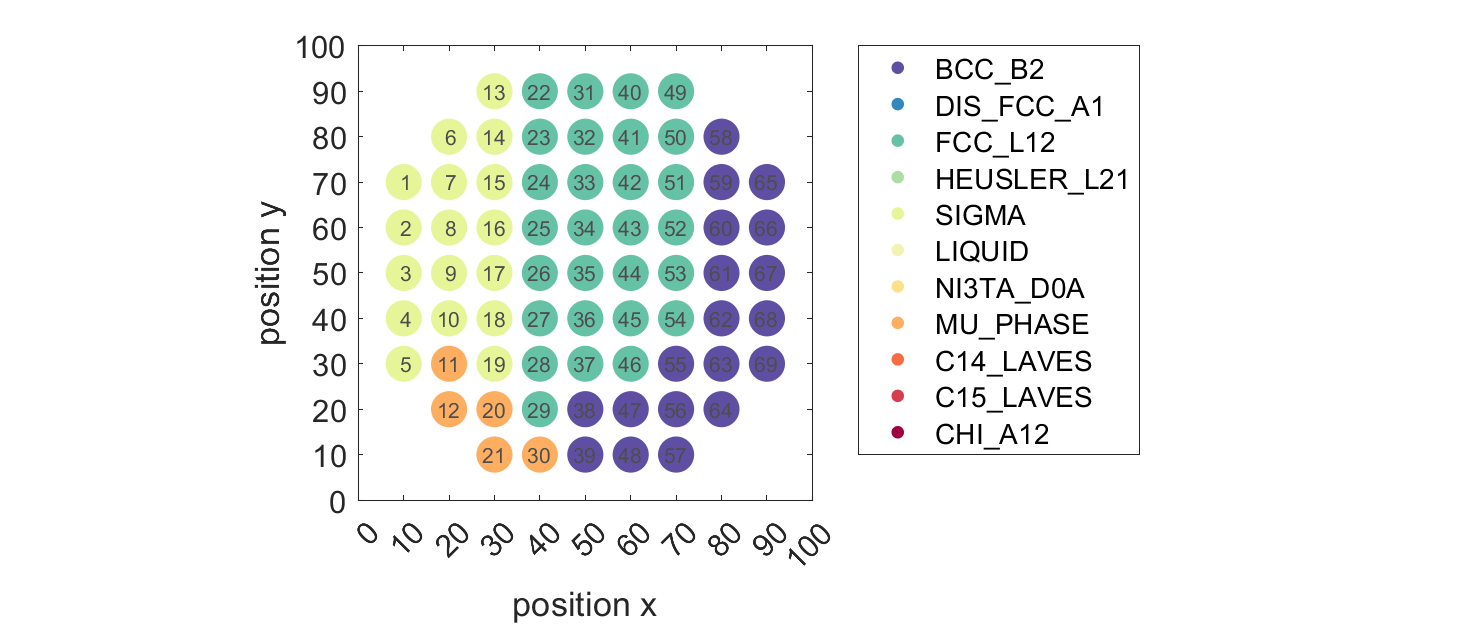 100
90
80
70
60
50
40
30
20
10
0
position y
13 22 31 40 49
6 14 23 32 41 50 58
1 7 15 24 33 42 51 59 65
2 8 16 25 34 43 52 60 66
3 9 17 26 35 44 53 61 67
4 10 18 27 36 45 54 62 68
5 11 19 28 37 46 55 63 69
12 20 29 38 47 56 64
21 30 39 48 57
0 10 20 30 40 50 60 70 80 90 100
position x
BCC_B2
DIS_FCC_A1
FCC_L12
HEUSLER_L21
SIGMA
LIQUID
NI3TA_D0A
MU_PHASE
C14_LAVES
C15_LAVES
CHI_A12